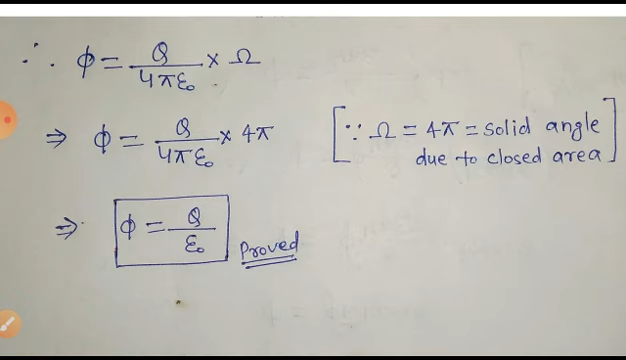 ∴ φ = Q/4πε₀ × Ω
⇒ φ = Q/4πε₀ × 4π [∵ Ω = 4π = solid angle
due to closed area]
⇒ φ = Q/ε₀ Proved